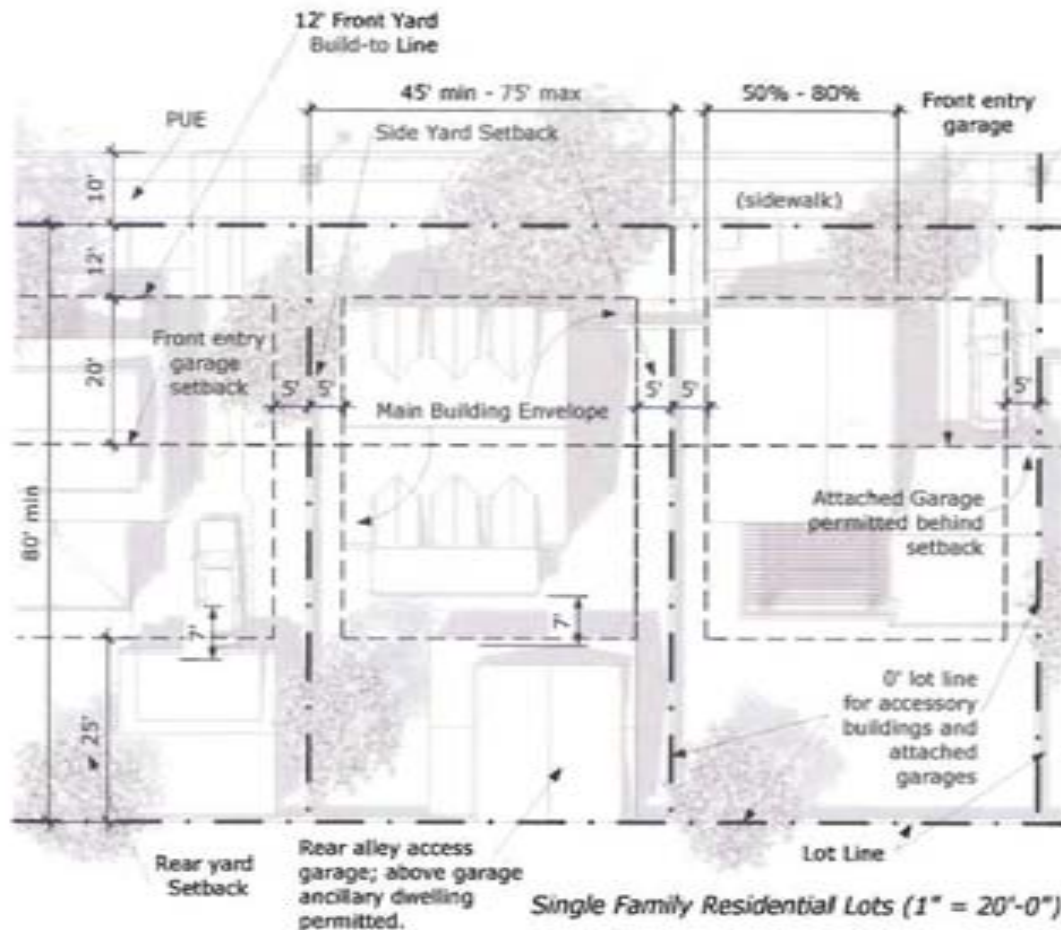 12' Front Yard
Build-to Line
45' min - 75' max
50% - 80%
Front entry
garage
PUE
Side Yard Setback
10'
(sidewalk)
12'
Front entry
garage
setback
20'
5'
5'
Main Building Envelope
5'
5'
5'
80' min
Attached Garage
permitted behind
setback
7'
7'
0' lot line
for accessory
buildings and
attached
garages
25'
Rear yard
Setback
Rear alley access
garage; above garage
ancillary dwelling
permitted.
Lot Line
Single Family Residential Lots (1" = 20'-0")